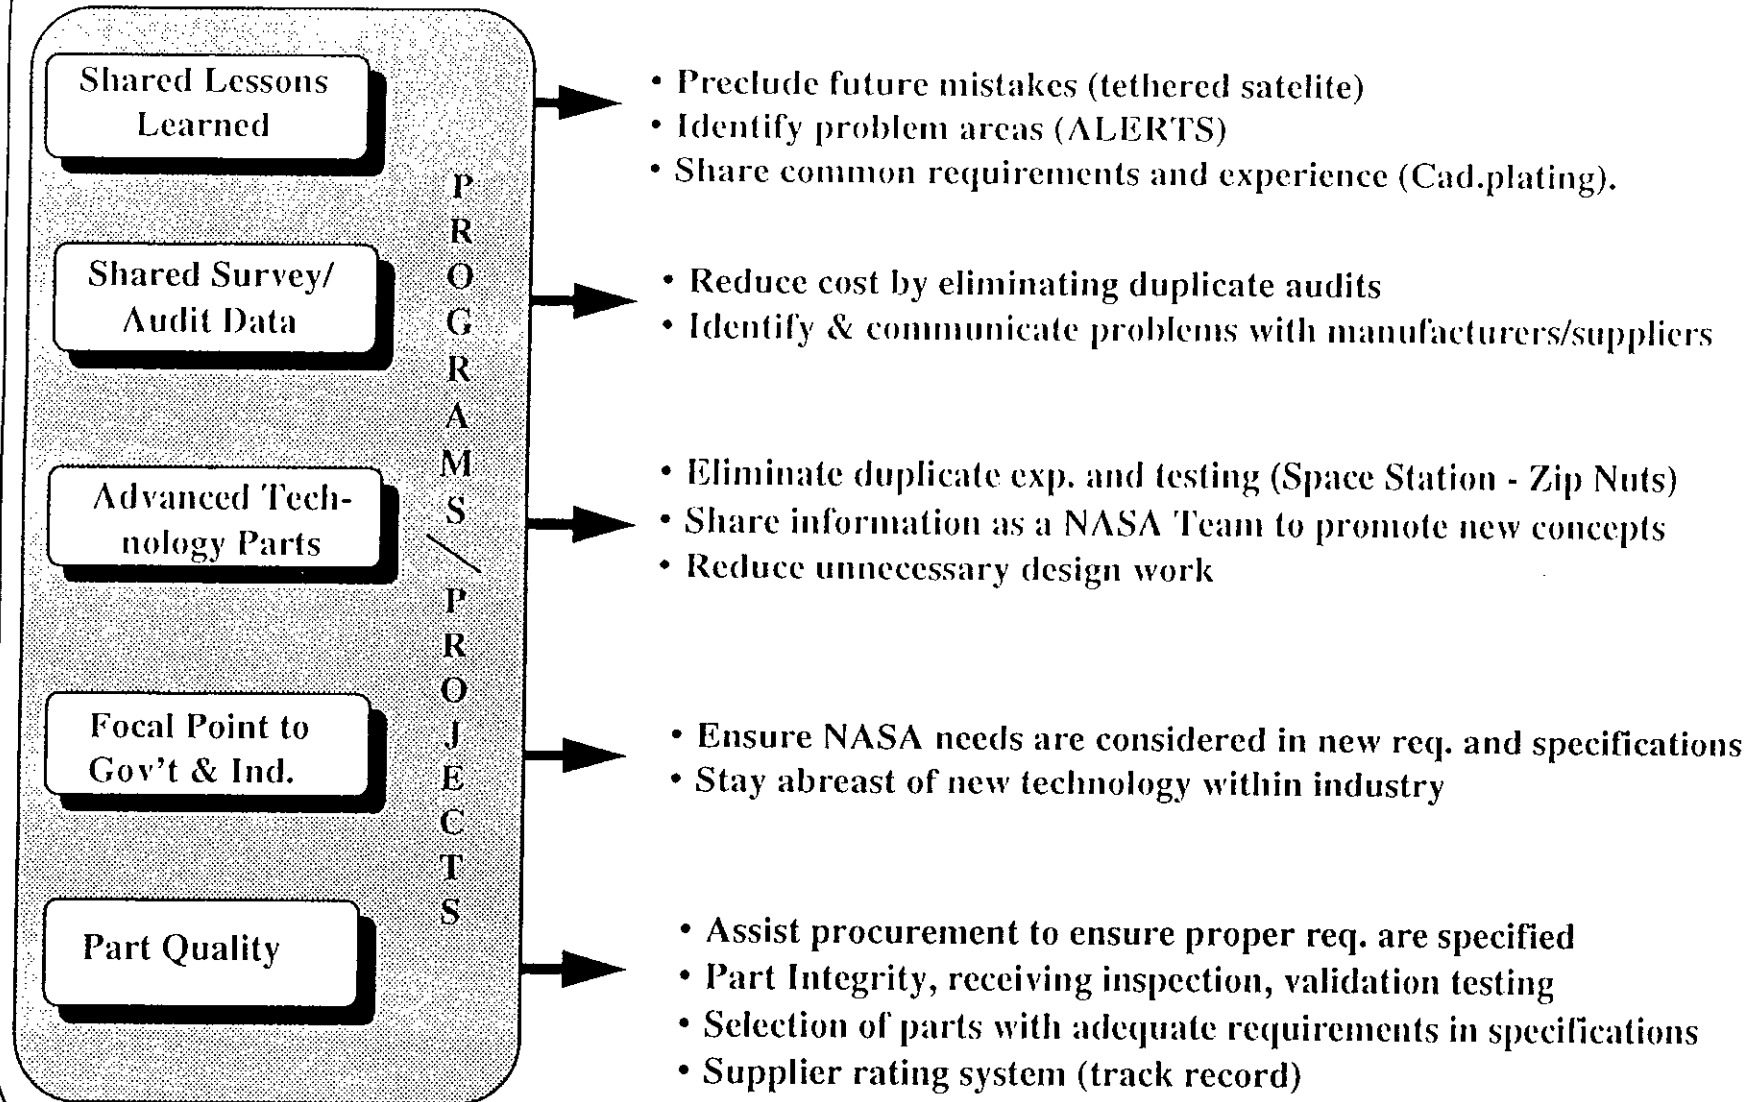 Shared Lessons
Learned
• Preclude future mistakes (tethered satelite)
• Identify problem areas (ALERTS)
• Share common requirements and experience (Cad.plating).
Shared Survey/
Audit Data
• Reduce cost by eliminating duplicate audits
• Identify & communicate problems with manufacturers/suppliers
Advanced Tech-
nology Parts
• Eliminate duplicate exp. and testing (Space Station - Zip Nuts)
• Share information as a NASA Team to promote new concepts
• Reduce unnecessary design work
Focal Point to
Gov't & Ind.
• Ensure NASA needs are considered in new req. and specifications
• Stay abreast of new technology within industry
Part Quality
• Assist procurement to ensure proper req. are specified
• Part Integrity, receiving inspection, validation testing
• Selection of parts with adequate requirements in specifications
• Supplier rating system (track record)
PROGRAMS/PROJECTS